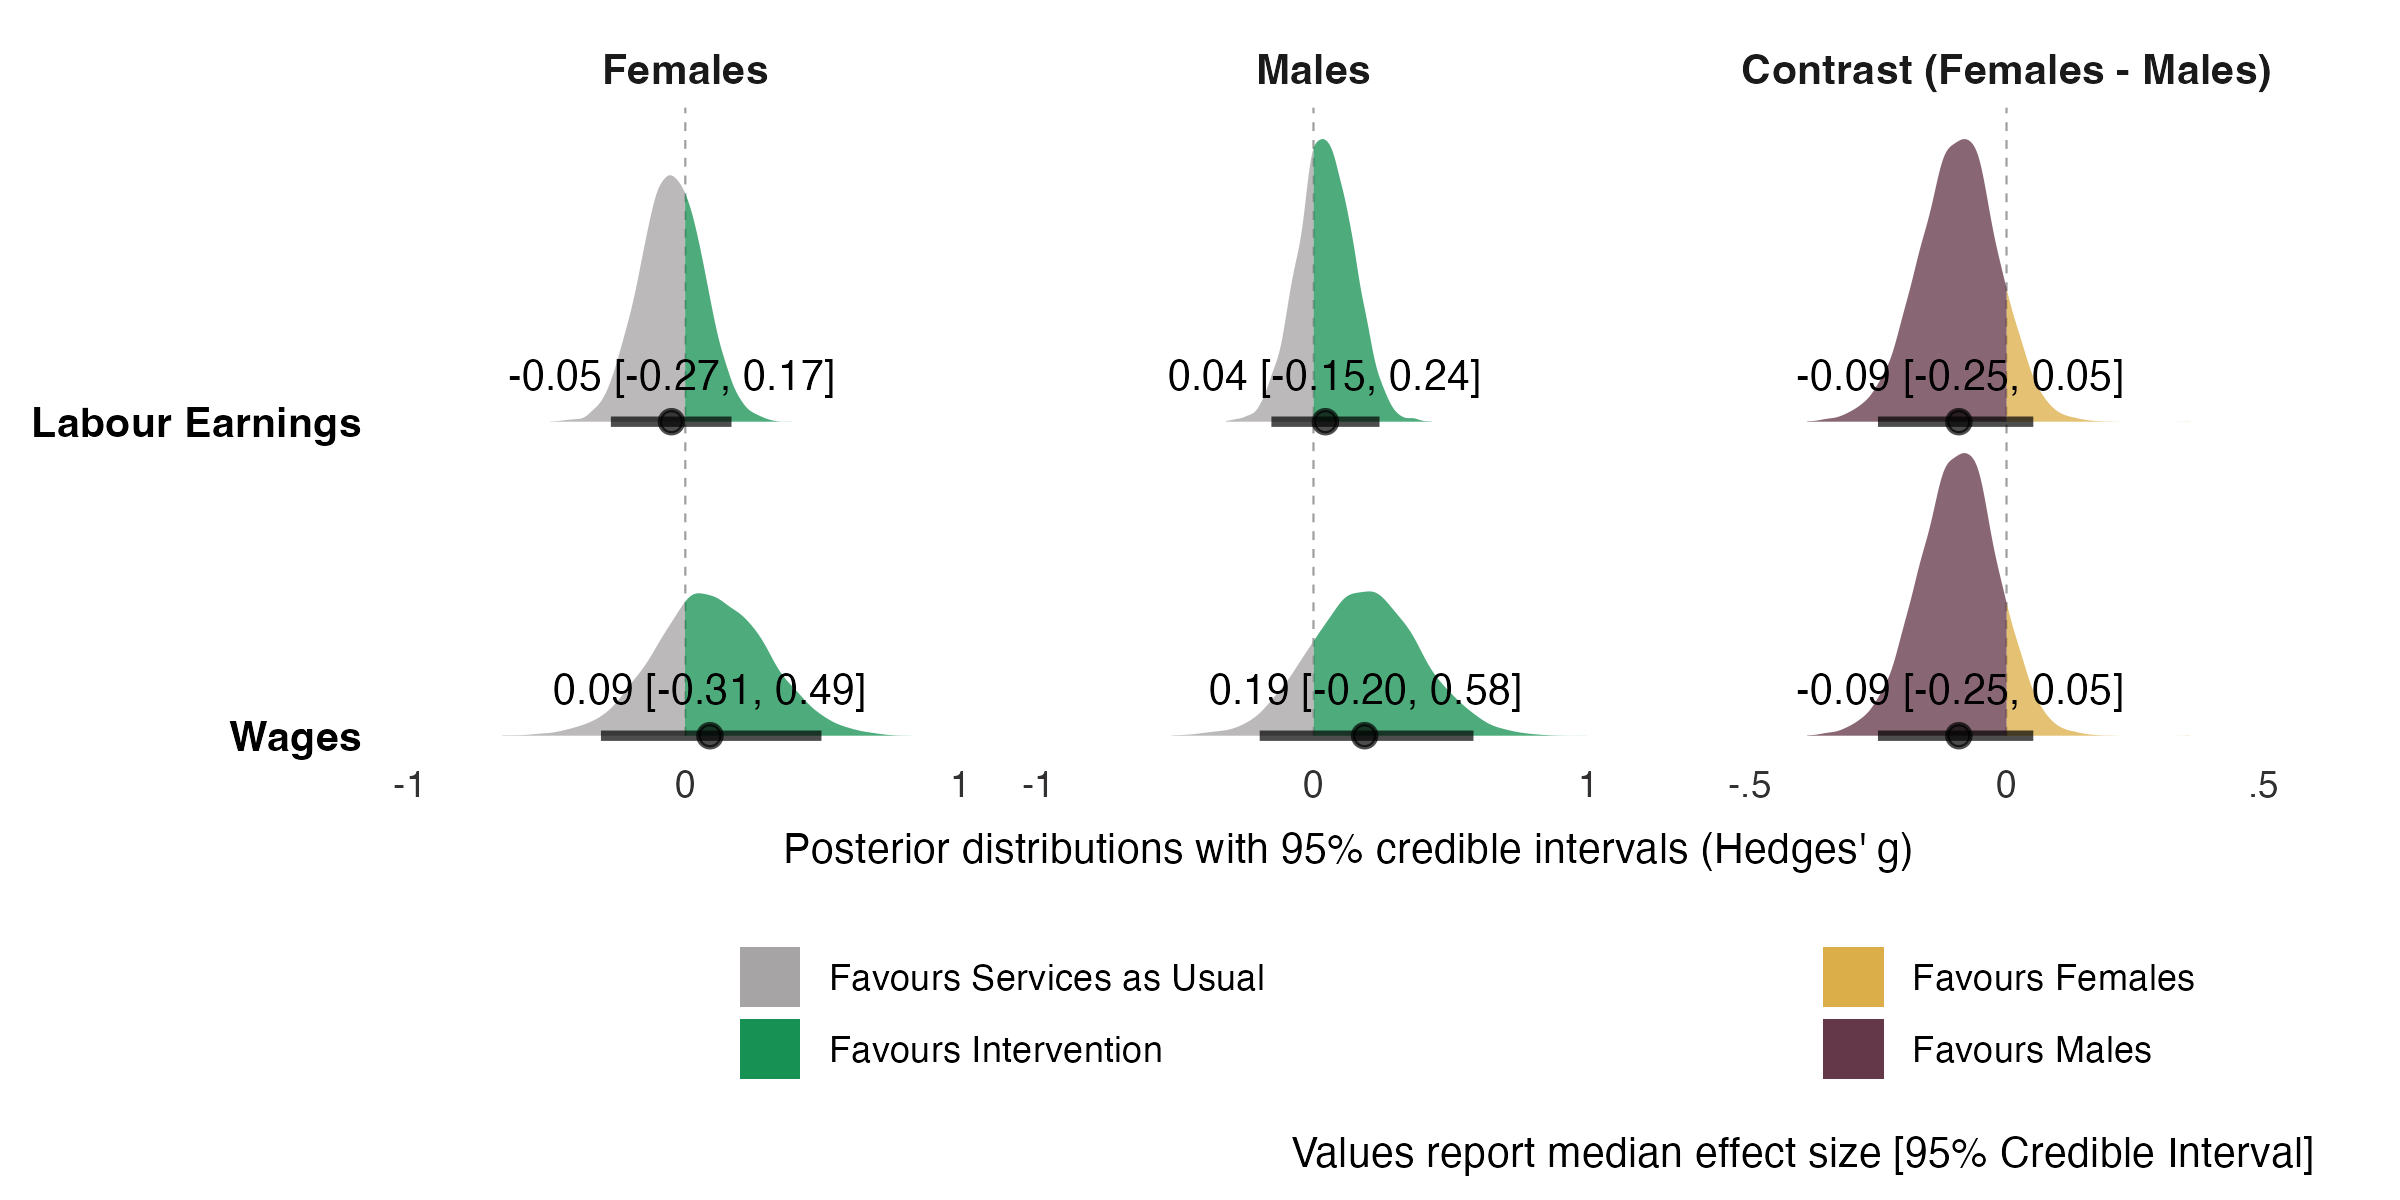 Females
Males
Contrast (Females - Males)
-0.05 [-0.27, 0.17]
0.04 [-0.15, 0.24]
-0.09 [-0.25, 0.05]
Labour Earnings
0.09 [-0.31, 0.49]
0.19 [-0.20, 0.58]
-0.09 [-0.25, 0.05]
Wages
-1 0 1 -1 0 1 -.5 0 .5
Posterior distributions with 95% credible intervals (Hedges' g)
Favours Services as Usual
Favours Intervention
Favours Females
Favours Males
Values report median effect size [95% Credible Interval]